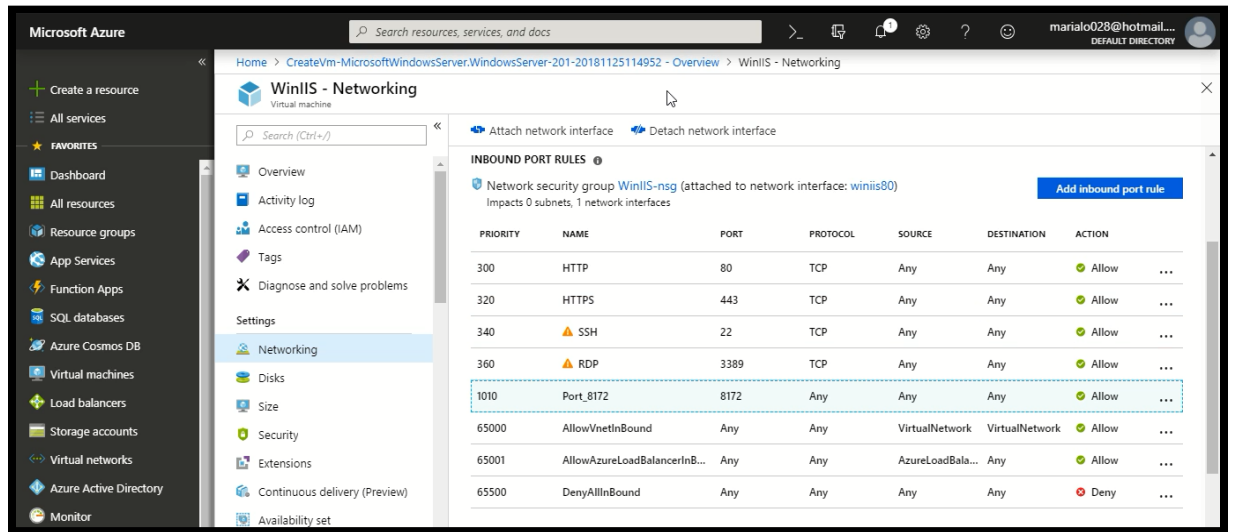 Microsoft Azure
Search resources, services, and docs
1
marialo028@hotmail....
DEFAULT DIRECTORY
Create a resource
All services
FAVORITES
Dashboard
All resources
Resource groups
App Services
Function Apps
SQL databases
Azure Cosmos DB
Virtual machines
Load balancers
Storage accounts
Virtual networks
Azure Active Directory
Monitor
Home > CreateVm-MicrosoftWindowsServer.WindowsServer-201-20181125114952 - Overview > WinIIS - Networking
WinIIS - Networking
Virtual machine
Search (Ctrl+/)
Overview
Activity log
Access control (IAM)
Tags
Diagnose and solve problems
Settings
Networking
Disks
Size
Security
Extensions
Continuous delivery (Preview)
Availability set
Attach network interface Detach network interface
INBOUND PORT RULES
Network security group WinIIS-nsg (attached to network interface: winiis80)
Impacts 0 subnets, 1 network interfaces
Add inbound port rule
PRIORITY NAME PORT PROTOCOL SOURCE DESTINATION ACTION
300 HTTP 80 TCP Any Any Allow ...
320 HTTPS 443 TCP Any Any Allow ...
340 SSH 22 TCP Any Any Allow ...
360 RDP 3389 TCP Any Any Allow ...
1010 Port_8172 8172 Any Any Any Allow ...
65000 AllowVnetInBound Any Any VirtualNetwork VirtualNetwork Allow ...
65001 AllowAzureLoadBalancerInB... Any Any AzureLoadBala... Any Allow ...
65500 DenyAllInBound Any Any Any Any Deny ...